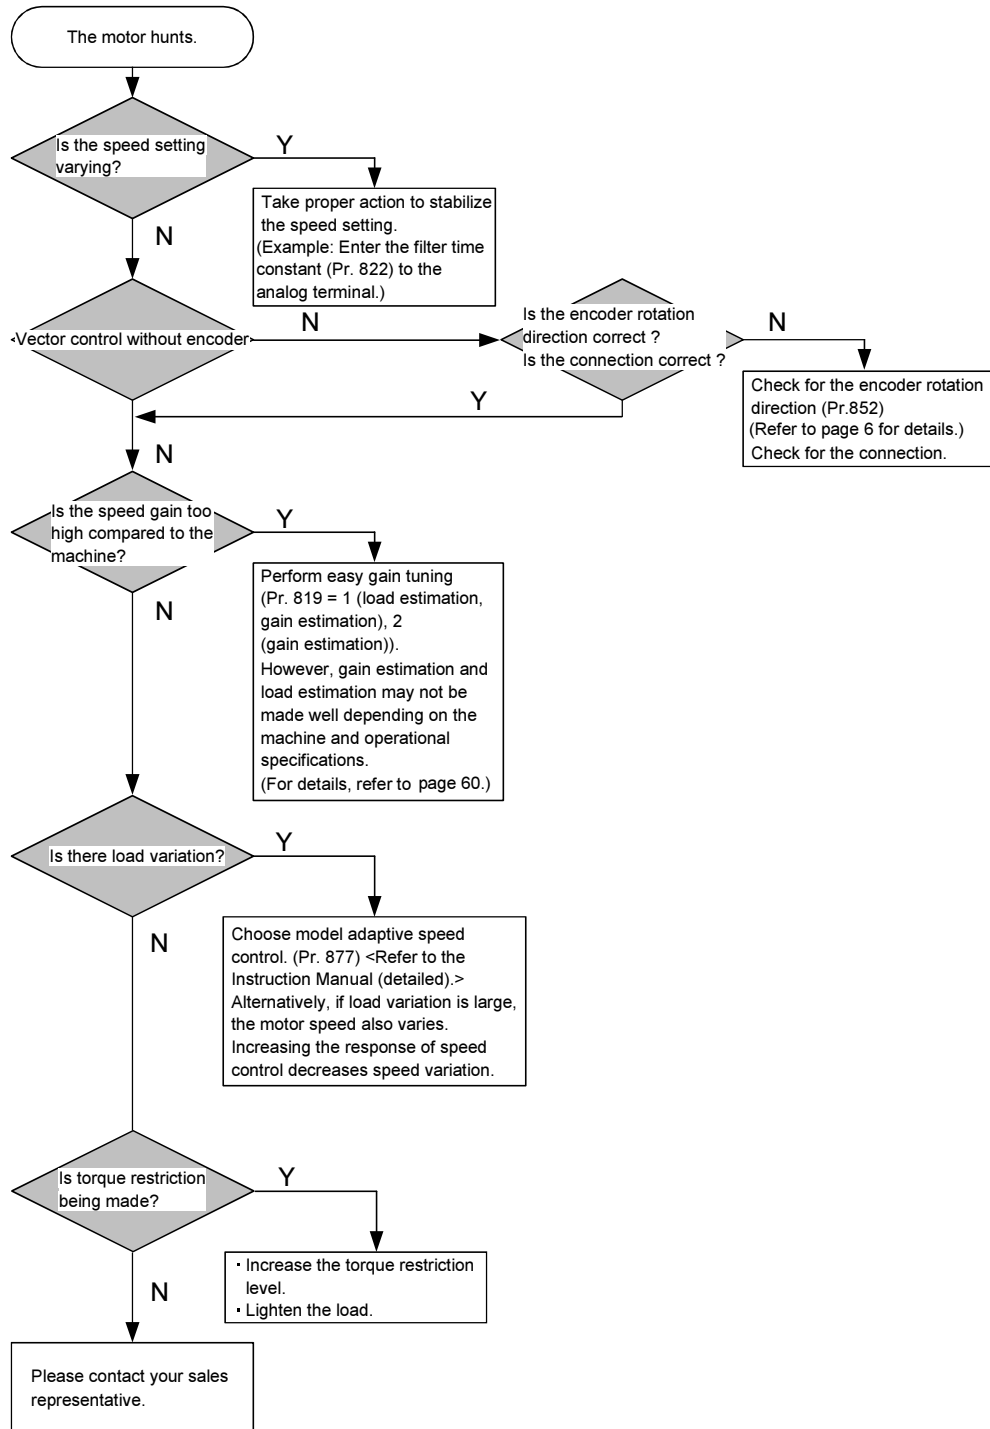 The motor hunts.
Is the speed setting
varying?
Y
Take proper action to stabilize
the speed setting.
(Example: Enter the filter time
constant (Pr. 822) to the
analog terminal.)
N
Vector control without encoder
N
Is the encoder rotation
direction correct ?
Is the connection correct ?
N
Check for the encoder rotation
direction (Pr.852)
(Refer to page 6 for details.)
Check for the connection.
Y
N
Is the speed gain too
high compared to the
machine?
Y
Perform easy gain tuning
(Pr. 819 = 1 (load estimation,
gain estimation), 2
(gain estimation)).
However, gain estimation and
load estimation may not be
made well depending on the
machine and operational
specifications.
(For details, refer to page 60.)
N
Is there load variation?
Y
Choose model adaptive speed
control. (Pr. 877) <Refer to the
Instruction Manual (detailed).>
Alternatively, if load variation is large,
the motor speed also varies.
Increasing the response of speed
control decreases speed variation.
N
Is torque restriction
being made?
Y
· Increase the torque restriction
level.
· Lighten the load.
N
Please contact your sales
representative.